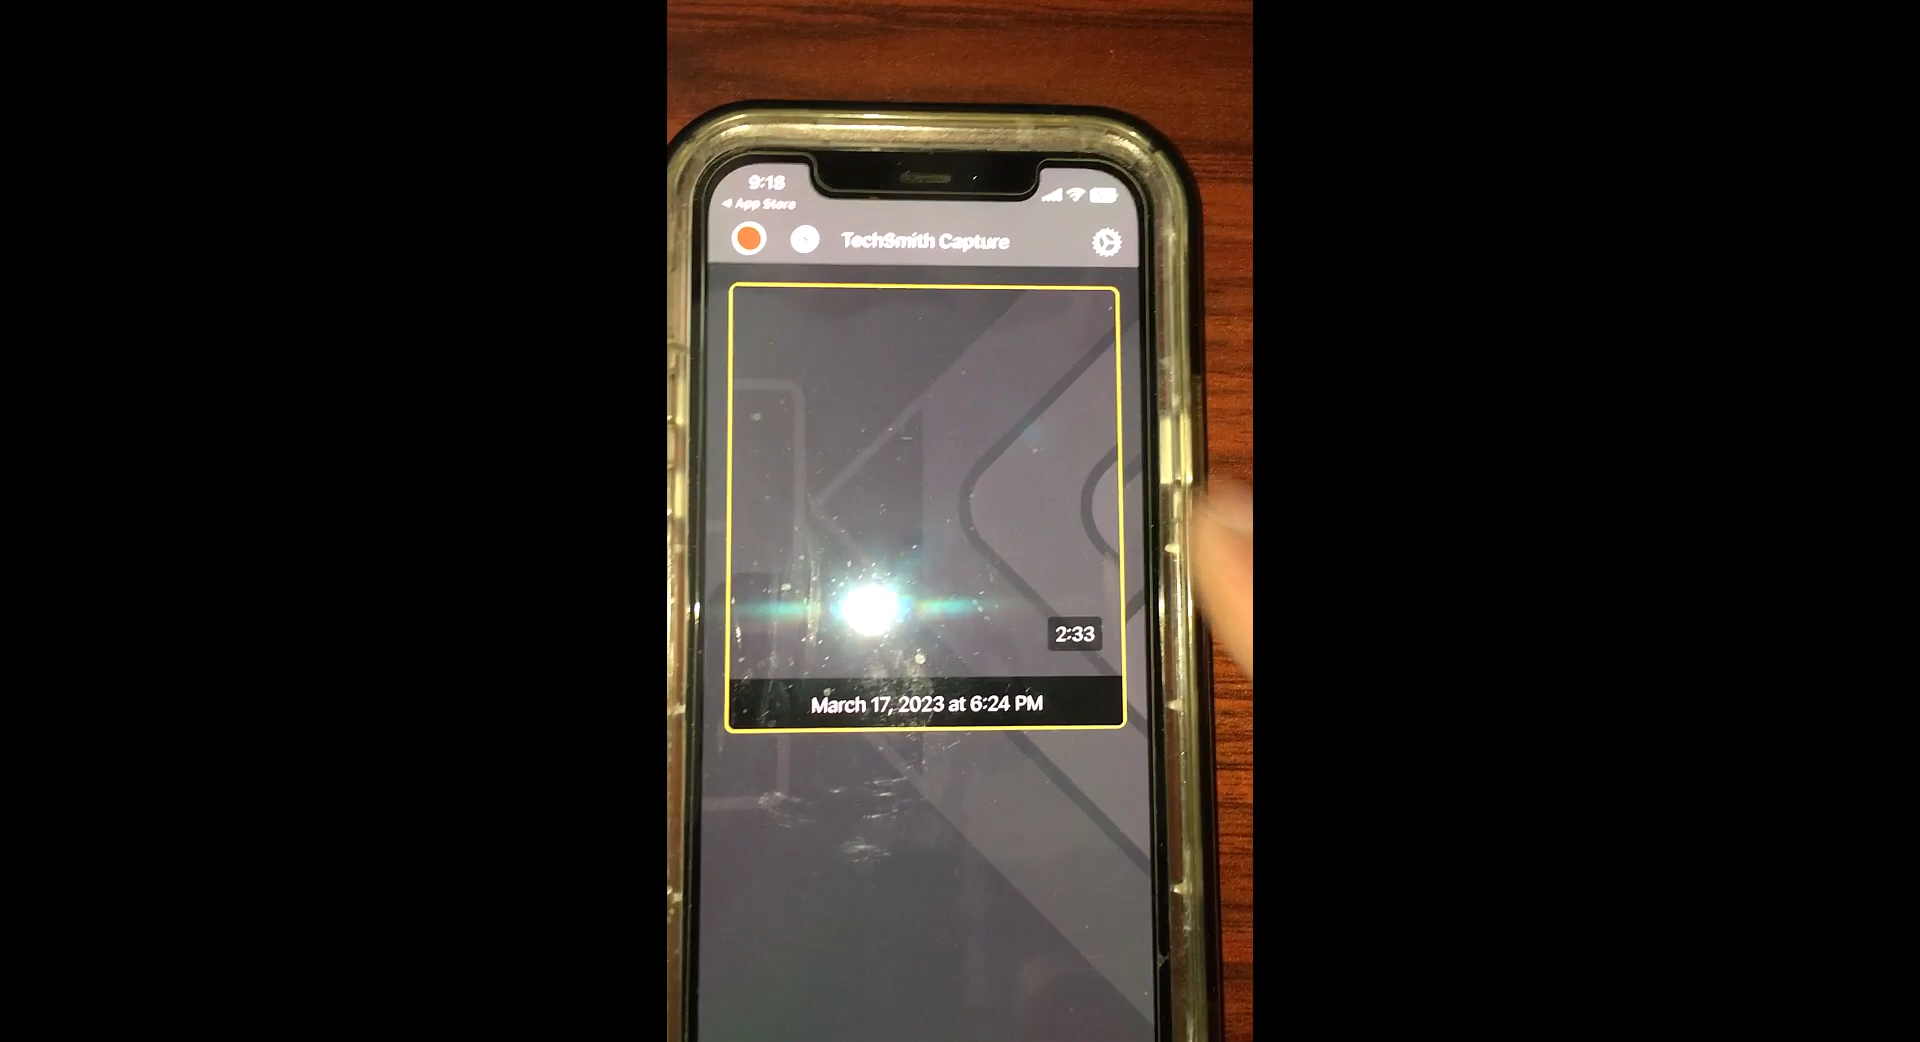 9:18
◀ App Store
TechSmith Capture
2:33
March 17, 2023 at 6:24 PM